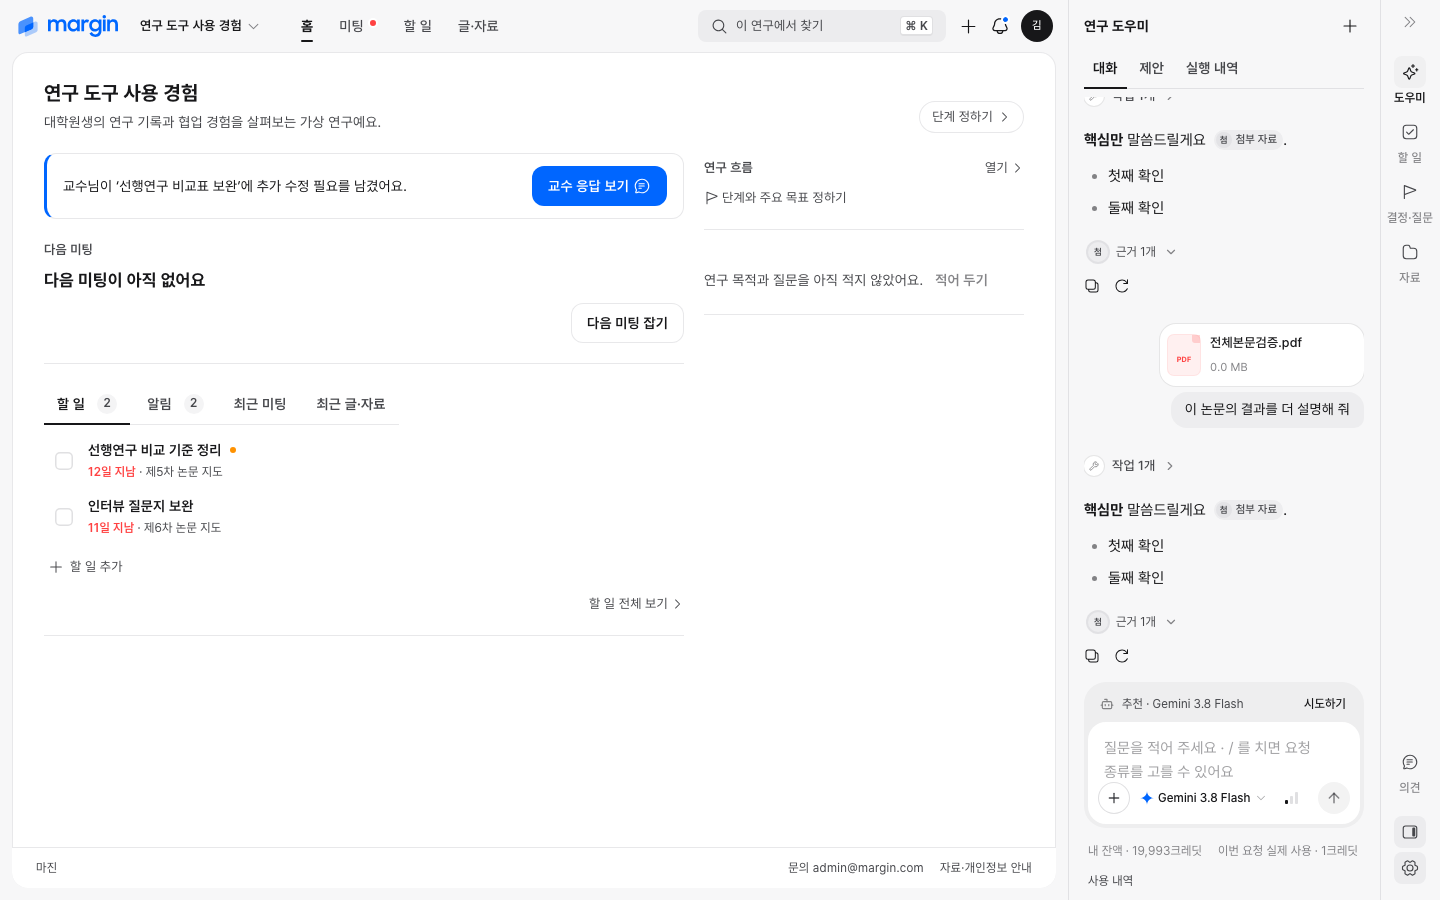 margin
연구 도구 사용 경험
홈
미팅
할 일
글·자료
이 연구에서 찾기
⌘ K
김
연구 도구 사용 경험
대학원생의 연구 기록과 협업 경험을 살펴보는 가상 연구예요.
단계 정하기
교수님이 ‘선행연구 비교표 보완’에 추가 수정 필요를 남겼어요.
교수 응답 보기
다음 미팅
다음 미팅이 아직 없어요
다음 미팅 잡기
할 일 2
알림 2
최근 미팅
최근 글·자료
선행연구 비교 기준 정리
12일 지남 · 제5차 논문 지도
인터뷰 질문지 보완
11일 지남 · 제6차 논문 지도
할 일 추가
할 일 전체 보기
연구 흐름
열기
단계와 주요 목표 정하기
연구 목적과 질문을 아직 적지 않았어요. 적어 두기
마진
문의 admin@margin.com
자료·개인정보 안내
연구 도우미
대화
제안
실행 내역
작업 1개
핵심만 말씀드릴게요 첨 첨부 자료 .
첫째 확인
둘째 확인
첨 근거 1개
PDF
전체본문검증.pdf
0.0 MB
이 논문의 결과를 더 설명해 줘
작업 1개
핵심만 말씀드릴게요 첨 첨부 자료 .
첫째 확인
둘째 확인
첨 근거 1개
추천 · Gemini 3.8 Flash
시도하기
질문을 적어 주세요 · / 를 치면 요청
종류를 고를 수 있어요
Gemini 3.8 Flash
내 잔액 · 19,993크레딧
이번 요청 실제 사용 · 1크레딧
사용 내역
도우미
할 일
결정·질문
자료
의견